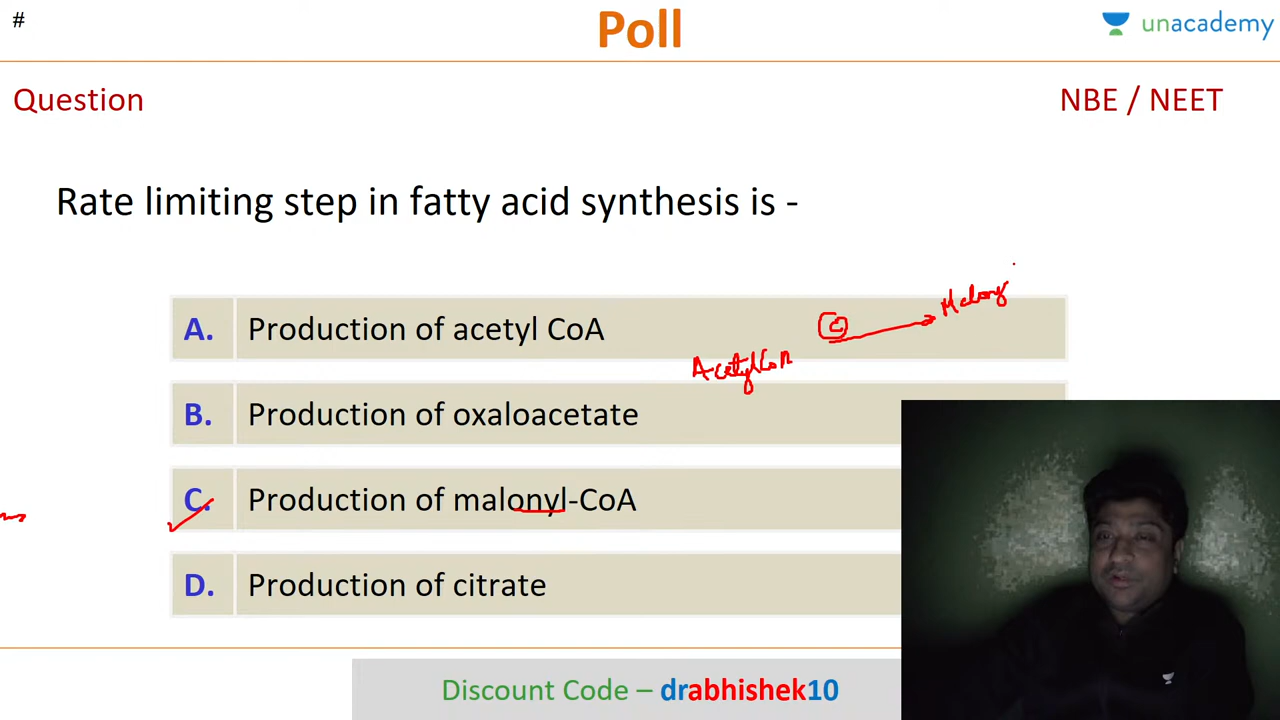 #
Poll
unacademy
Question
NBE / NEET
Rate limiting step in fatty acid synthesis is -
A. Production of acetyl CoA
Acetyl CoA
C
Malony
B. Production of oxaloacetate
C. Production of malonyl-CoA
D. Production of citrate
Discount Code – drabhishek10